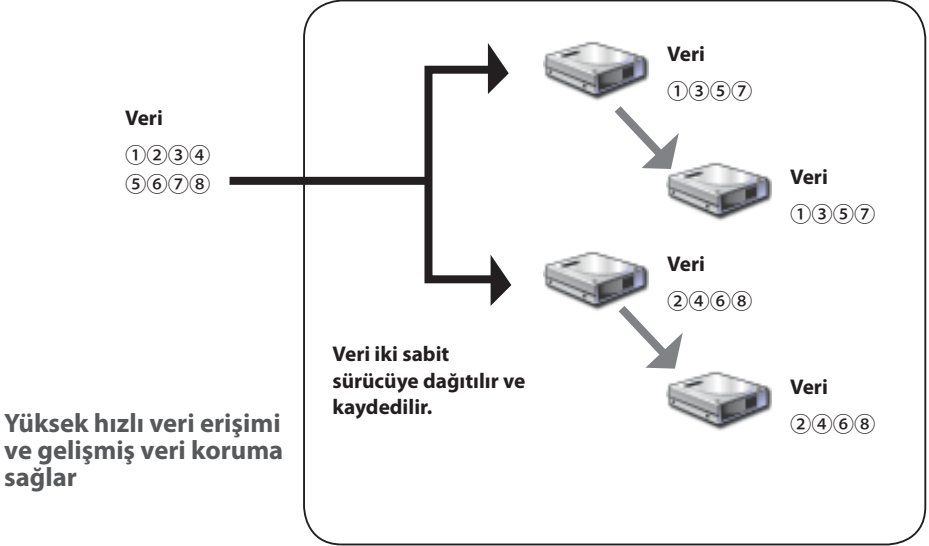 Veri
①②③④
⑤⑥⑦⑧
Veri
①③⑤⑦
Veri
①③⑤⑦
Veri
②④⑥⑧
Veri
②④⑥⑧
Veri iki sabit
sürücüye dağıtılır ve
kaydedilir.
Yüksek hızlı veri erişimi
ve gelişmiş veri koruma
sağlar